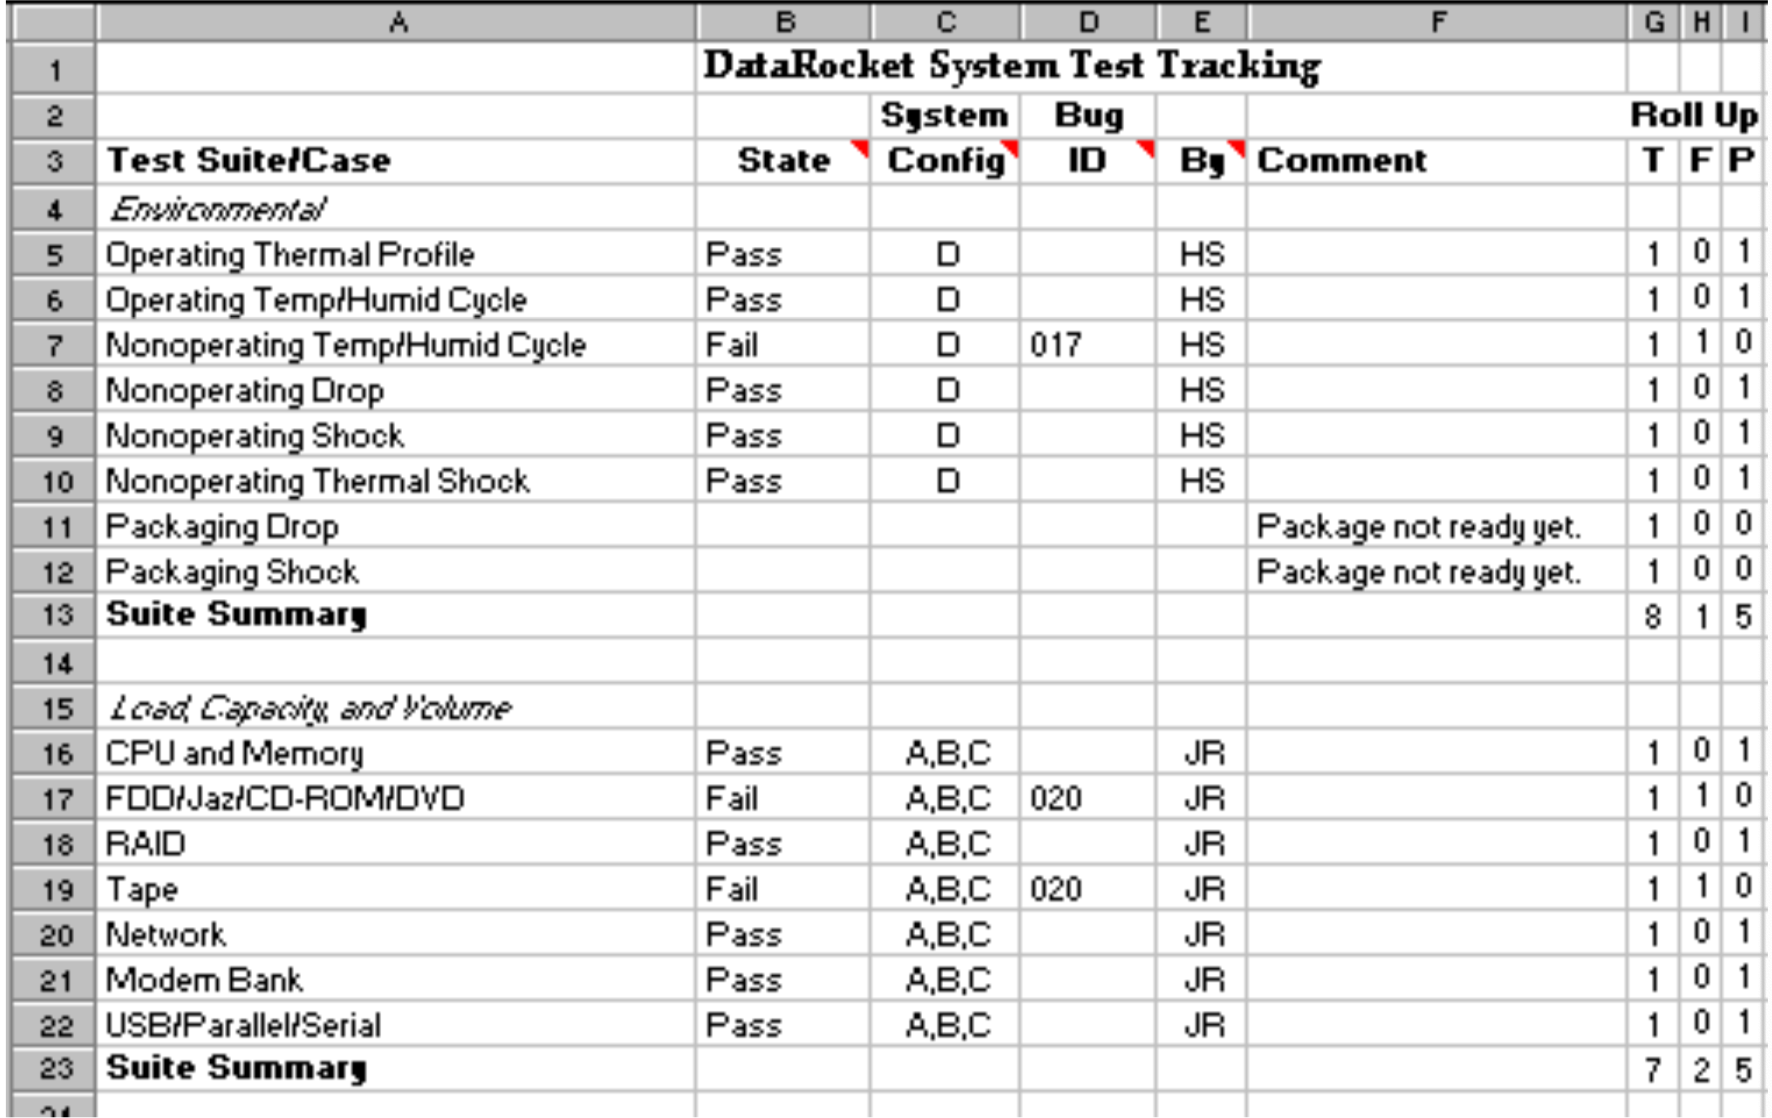 A B C D E F G H I
1 DataRocket System Test Tracking
2 System Bug Roll Up
3 Test Suite/Case State Config ID By Comment T F P
4 Environmental
5 Operating Thermal Profile Pass D HS 1 0 1
6 Operating Temp/Humid Cycle Pass D HS 1 0 1
7 Nonoperating Temp/Humid Cycle Fail D 017 HS 1 1 0
8 Nonoperating Drop Pass D HS 1 0 1
9 Nonoperating Shock Pass D HS 1 0 1
10 Nonoperating Thermal Shock Pass D HS 1 0 1
11 Packaging Drop Package not ready yet. 1 0 0
12 Packaging Shock Package not ready yet. 1 0 0
13 Suite Summary 8 1 5
14
15 Load, Capacity, and Volume
16 CPU and Memory Pass A,B,C JR 1 0 1
17 FDD/Jaz/CD-ROM/DVD Fail A,B,C 020 JR 1 1 0
18 RAID Pass A,B,C JR 1 0 1
19 Tape Fail A,B,C 020 JR 1 1 0
20 Network Pass A,B,C JR 1 0 1
21 Modem Bank Pass A,B,C JR 1 0 1
22 USB/Parallel/Serial Pass A,B,C JR 1 0 1
23 Suite Summary 7 2 5